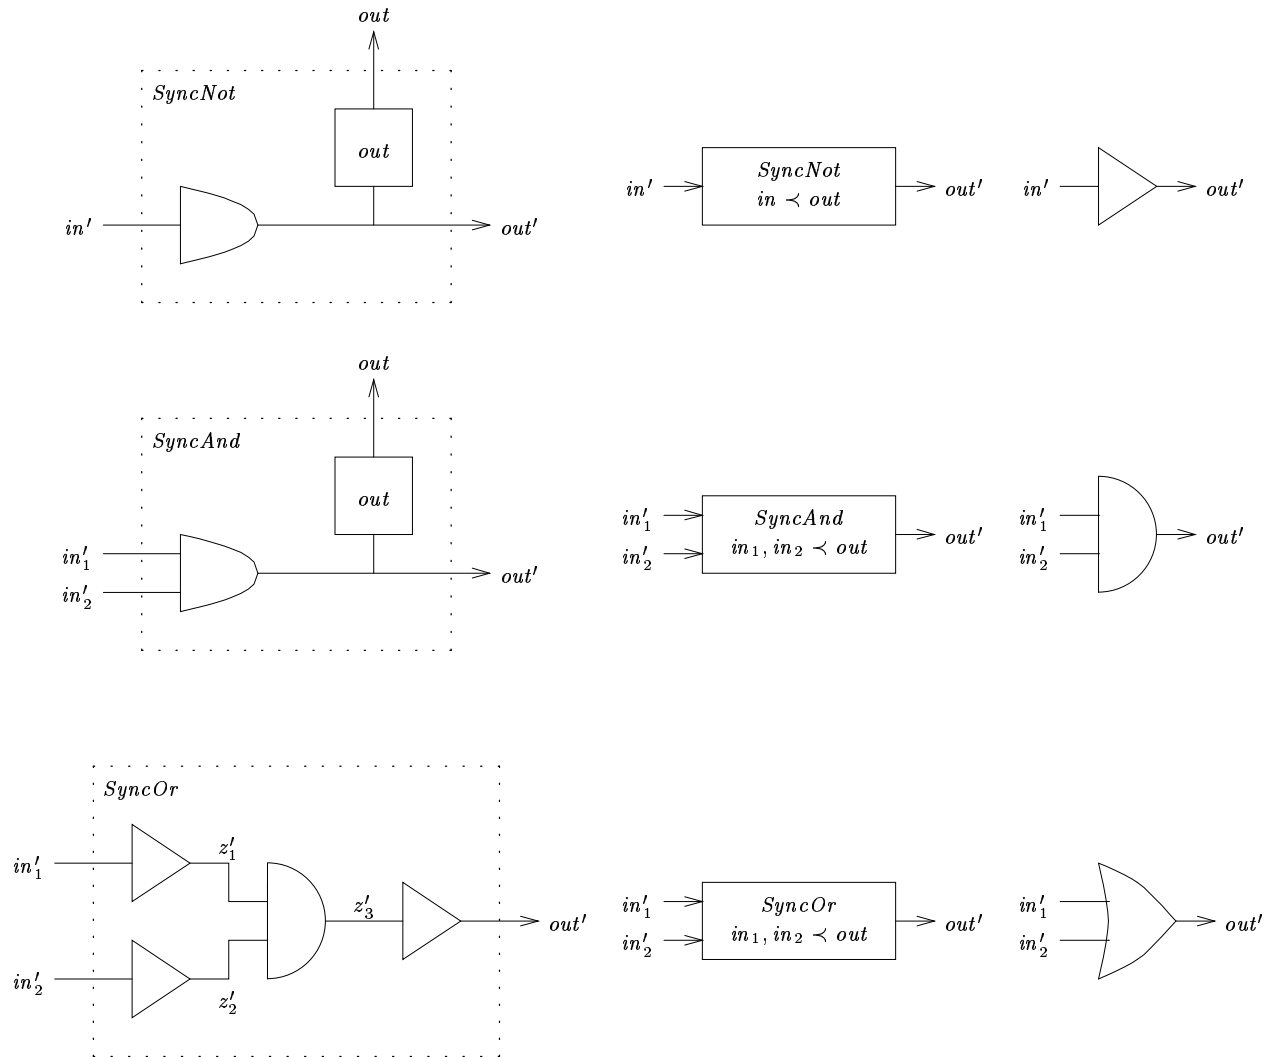 out
SyncNot
out
in′ out′
in′ SyncNot out′
in ≺ out
in′ out′
out
SyncAnd
out
in′₁
in′₂ out′
in′₁ SyncAnd
in′₂ in₁, in₂ ≺ out out′
in′₁
in′₂ out′
SyncOr
in′₁ z′₁
z′₃ out′
in′₂ z′₂
in′₁ SyncOr
in′₂ in₁, in₂ ≺ out out′
in′₁
in′₂ out′